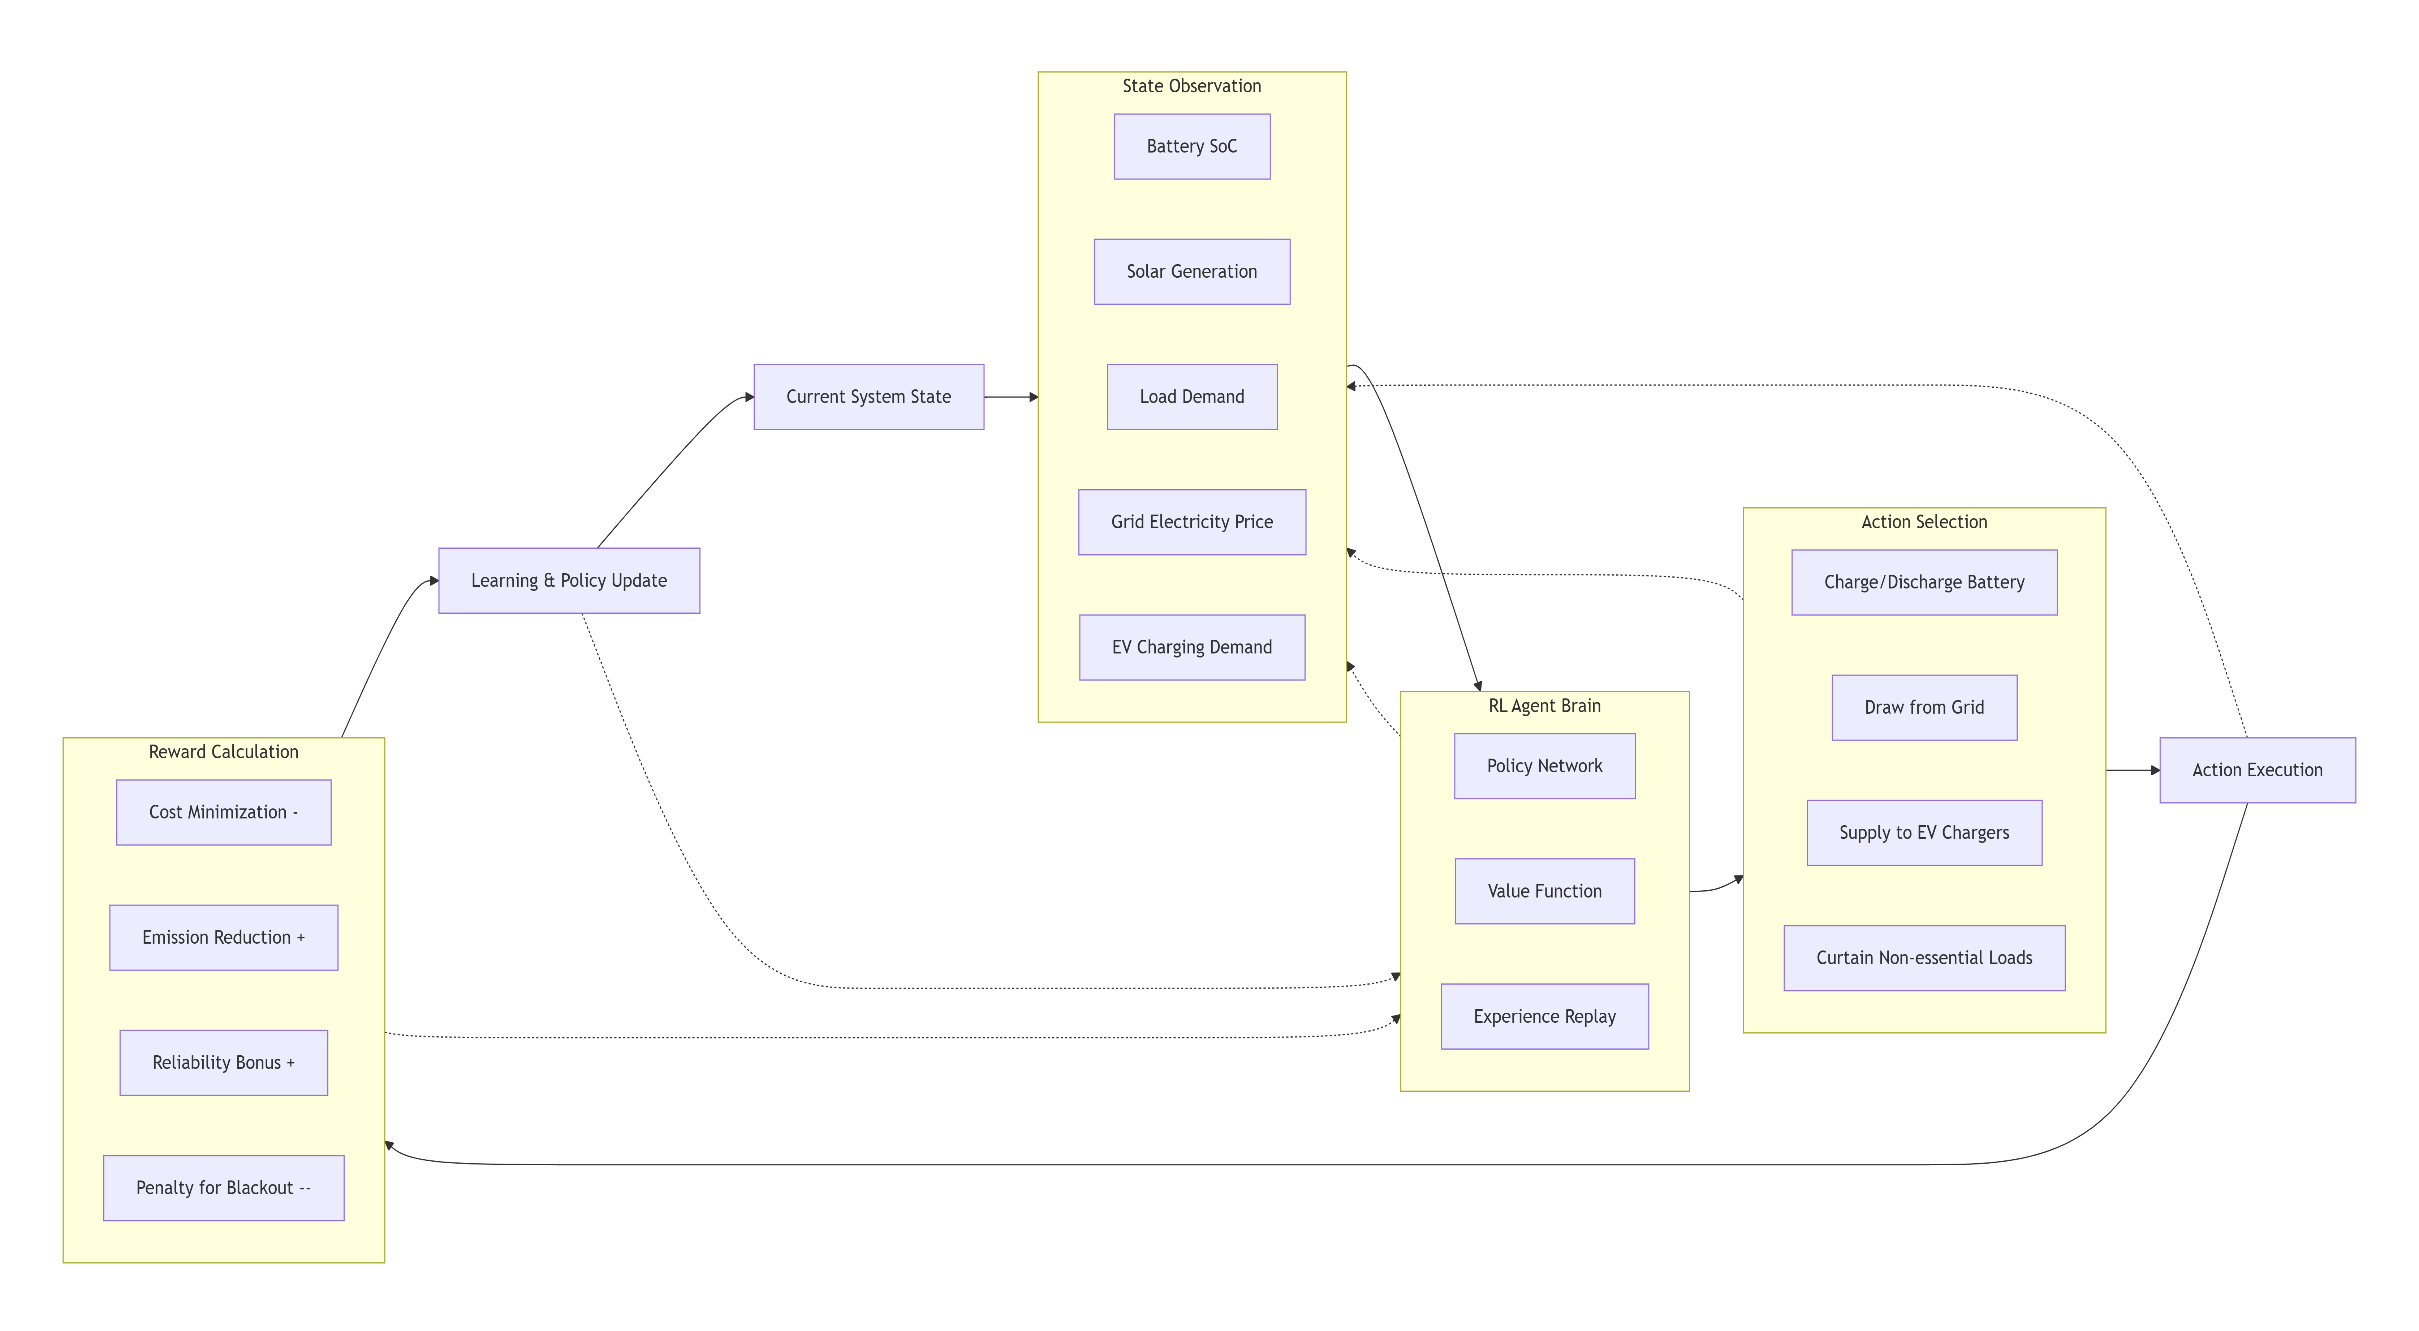 State Observation
Battery SoC
Solar Generation
Load Demand
Grid Electricity Price
EV Charging Demand
Current System State
Learning & Policy Update
Reward Calculation
Cost Minimization -
Emission Reduction +
Reliability Bonus +
Penalty for Blackout --
RL Agent Brain
Policy Network
Value Function
Experience Replay
Action Selection
Charge/Discharge Battery
Draw from Grid
Supply to EV Chargers
Curtain Non-essential Loads
Action Execution